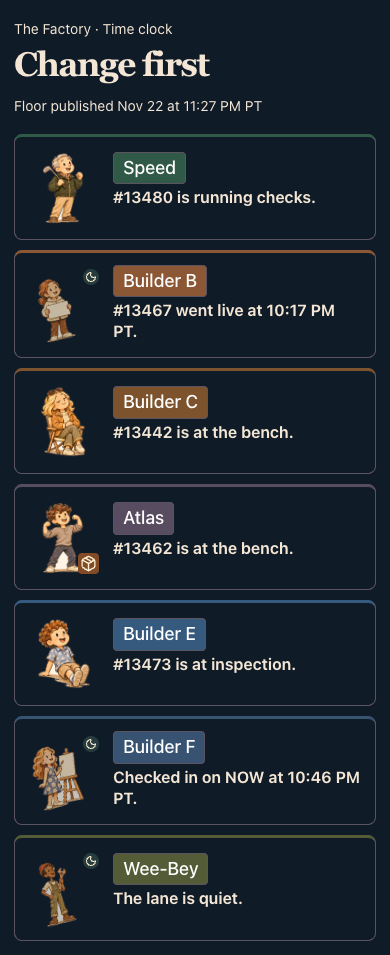 The Factory · Time clock
Change first
Floor published Nov 22 at 11:27 PM PT
Speed
#13480 is running checks.
Builder B
#13467 went live at 10:17 PM
PT.
Builder C
#13442 is at the bench.
Atlas
#13462 is at the bench.
Builder E
#13473 is at inspection.
Builder F
Checked in on NOW at 10:46 PM
PT.
Wee-Bey
The lane is quiet.